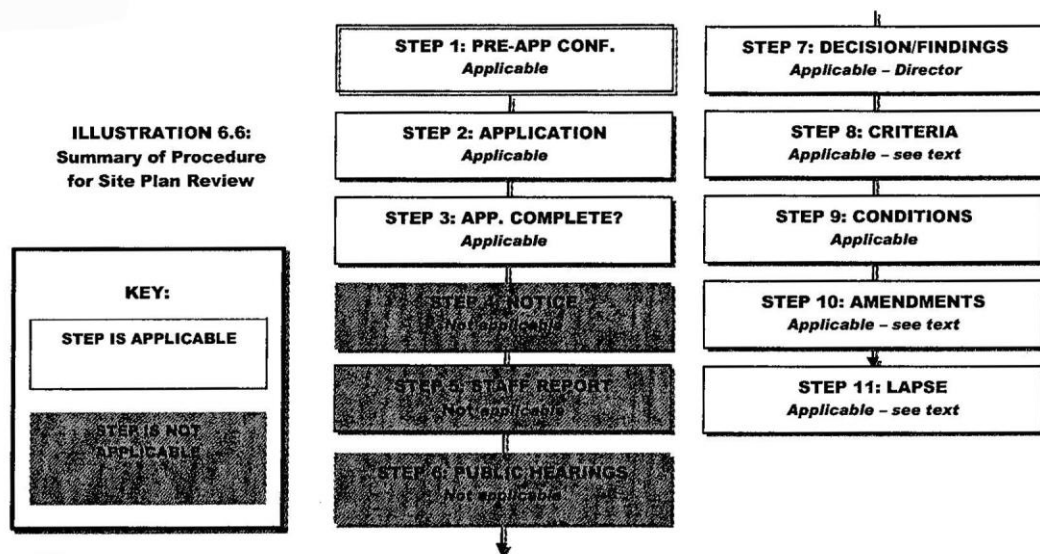 ILLUSTRATION 6.6:
Summary of Procedure
for Site Plan Review
KEY:
STEP IS APPLICABLE
STEP IS NOT
APPLICABLE
STEP 1: PRE-APP CONF.
Applicable
STEP 2: APPLICATION
Applicable
STEP 3: APP. COMPLETE?
Applicable
STEP 4: NOTICE
Not applicable
STEP 5: STAFF REPORT
Not applicable
STEP 6: PUBLIC HEARINGS
Not applicable
STEP 7: DECISION/FINDINGS
Applicable – Director
STEP 8: CRITERIA
Applicable – see text
STEP 9: CONDITIONS
Applicable
STEP 10: AMENDMENTS
Applicable – see text
STEP 11: LAPSE
Applicable – see text